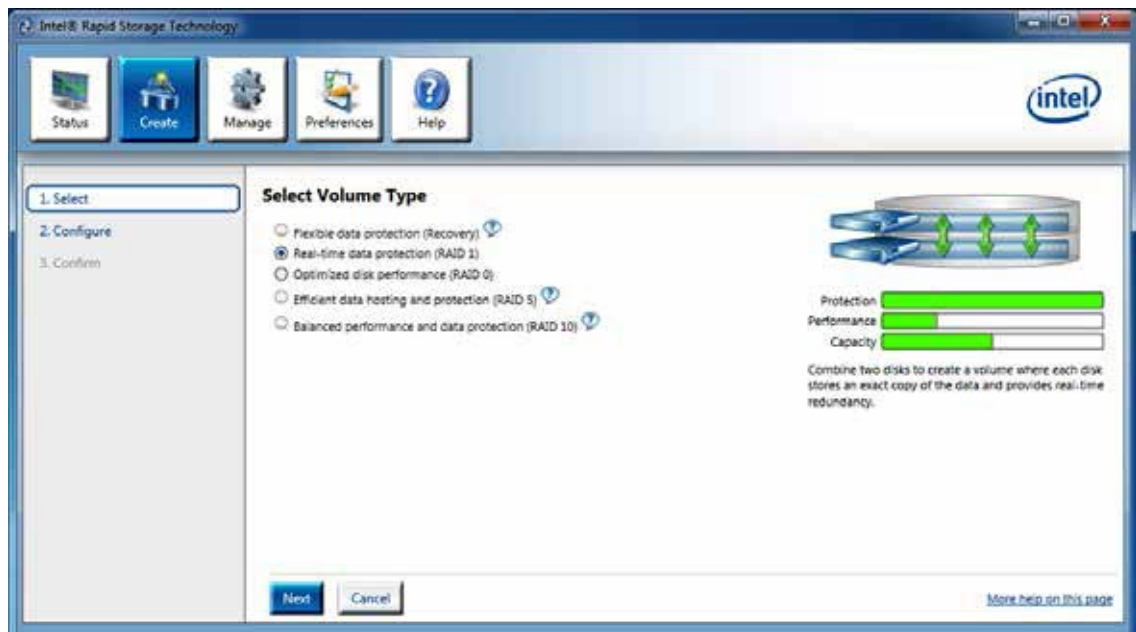 Intel® Rapid Storage Technology
Status
Create
Manage
Preferences
Help
intel
1. Select
2. Configure
3. Confirm
Select Volume Type
Flexible data protection (Recovery) ?
Real-time data protection (RAID 1)
Optimized disk performance (RAID 0)
Efficient data hosting and protection (RAID 5) ?
Balanced performance and data protection (RAID 10) ?
Protection
Performance
Capacity
Combine two disks to create a volume where each disk
stores an exact copy of the data and provides real-time
redundancy.
Next
Cancel
More help on this page